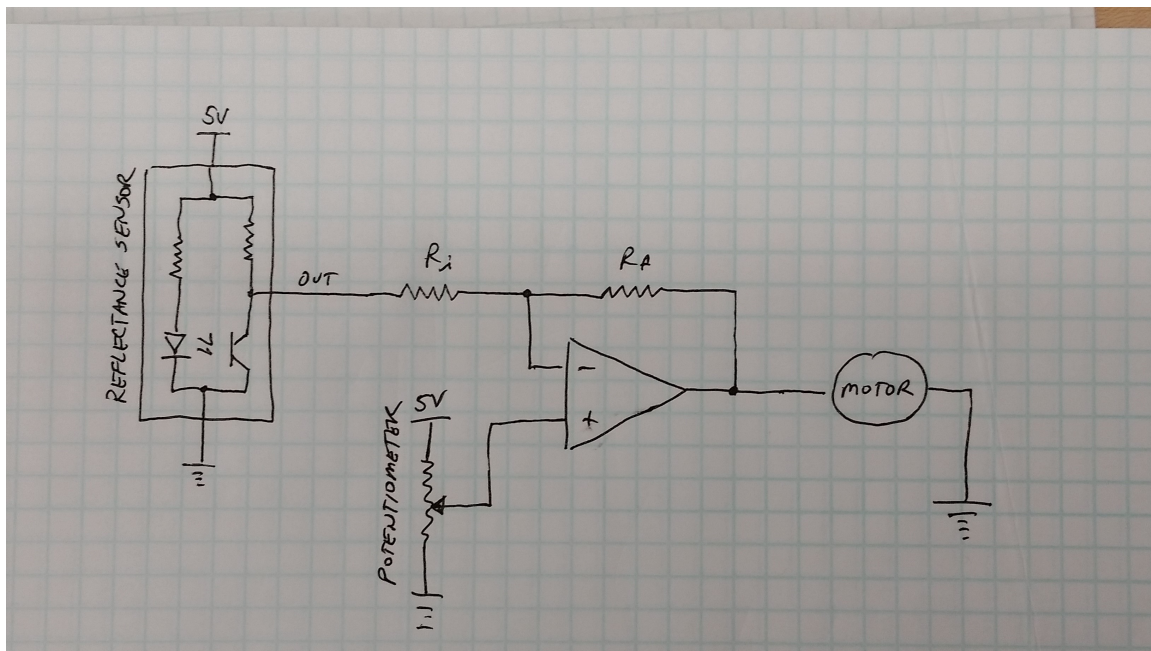 5V
REFLECTANCE SENSOR
OUT
Ri
Rf
-
+
5V
POTENTIOMETER
MOTOR